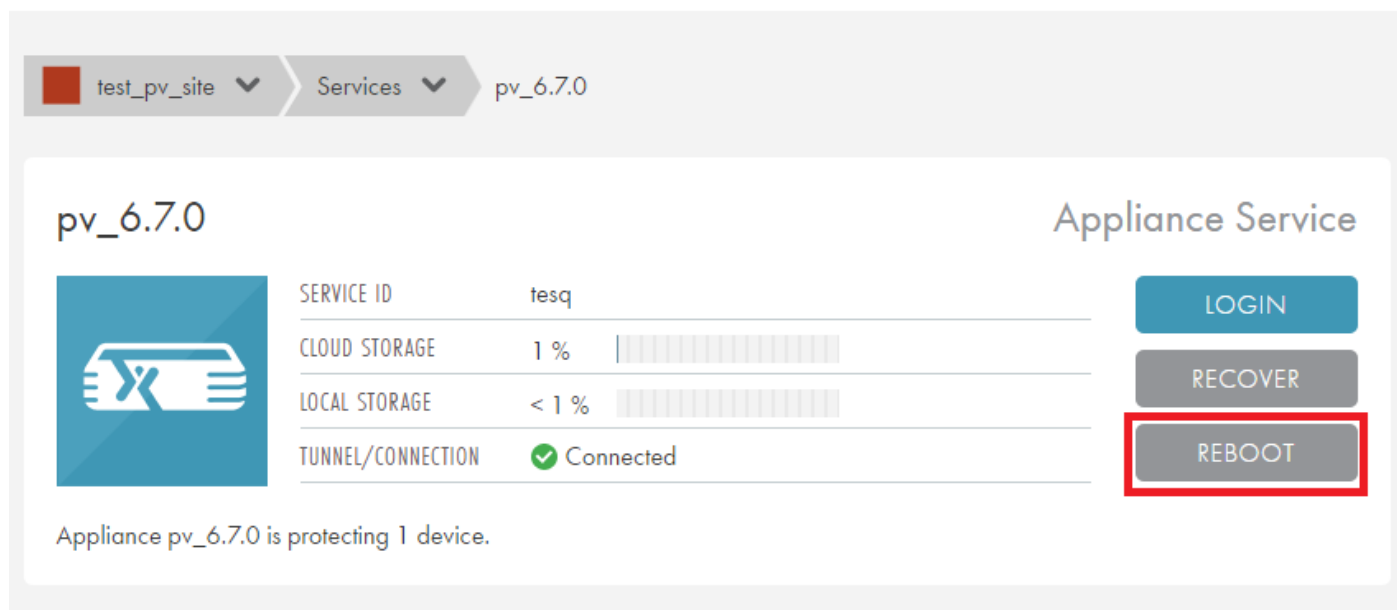 test_pv_site Services pv_6.7.0
pv_6.7.0 Appliance Service
SERVICE ID tesq LOGIN
CLOUD STORAGE 1 %
RECOVER
LOCAL STORAGE < 1 %
TUNNEL/CONNECTION Connected REBOOT
Appliance pv_6.7.0 is protecting 1 device.